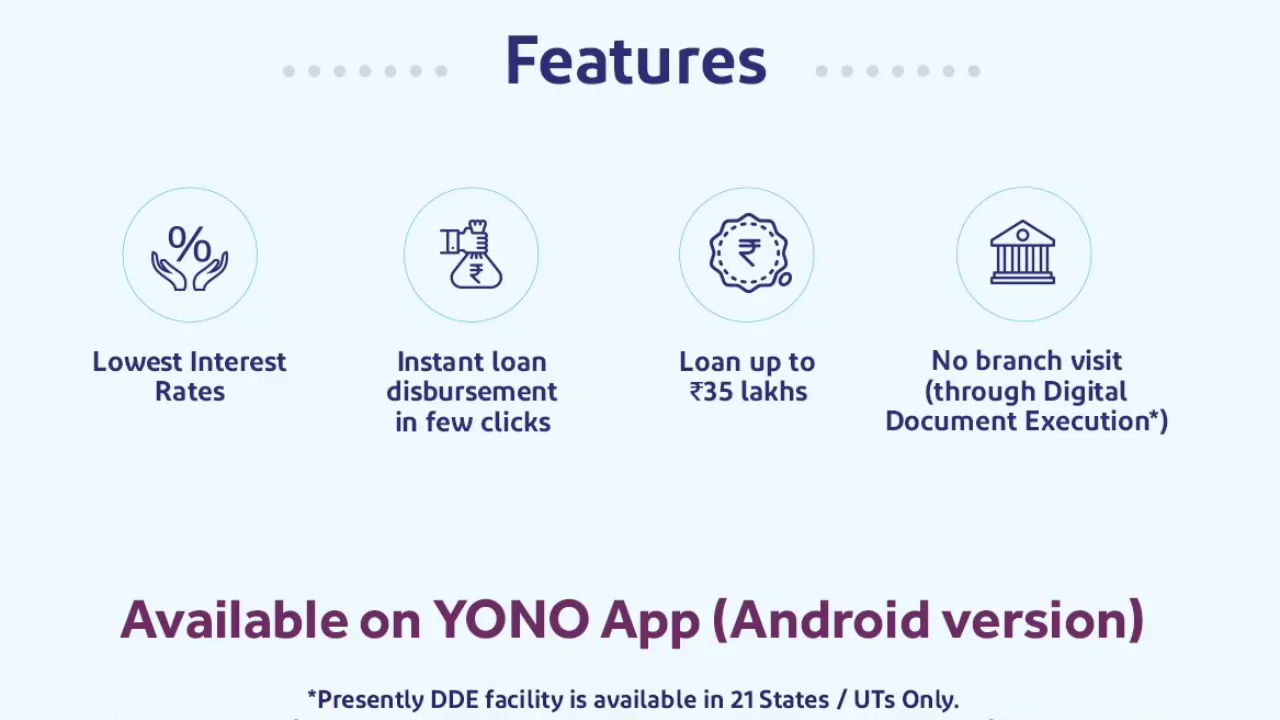 Features
%
₹
₹
Lowest Interest
Rates
Instant loan
disbursement
in few clicks
Loan up to
₹35 lakhs
No branch visit
(through Digital
Document Execution*)
Available on YONO App (Android version)
*Presently DDE facility is available in 21 States / UTs Only.